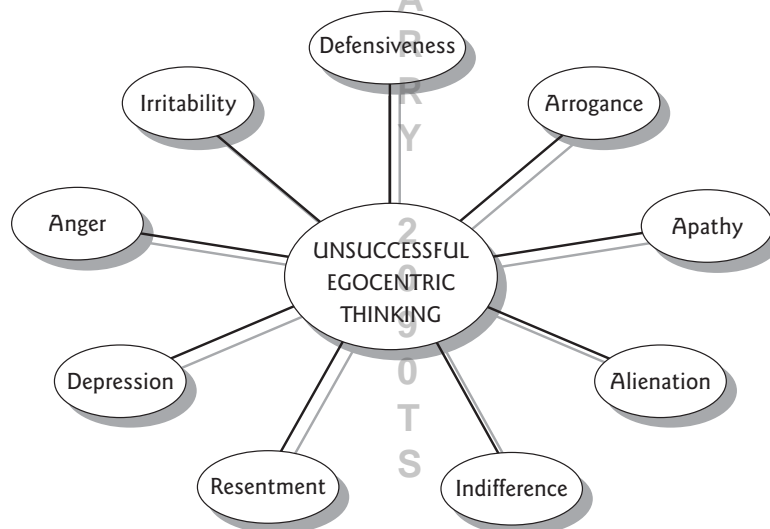 Defensiveness
Irritability
Arrogance
Anger
Apathy
UNSUCCESSFUL
EGOCENTRIC
THINKING
Depression
Alienation
Resentment
Indifference
A
R
R
Y
2
0
9
0
T
S